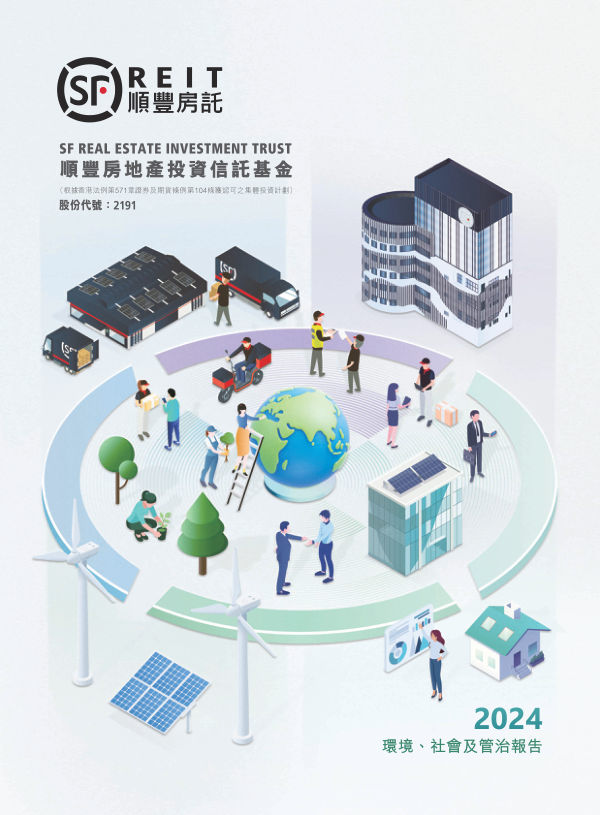 SF REIT
順豐房託
SF REAL ESTATE INVESTMENT TRUST
順豐房地產投資信託基金
（根據香港法例第571章證券及期貨條例第104條獲認可之集體投資計劃）
股份代號：2191
SF
SF
2024
環境、社會及管治報告